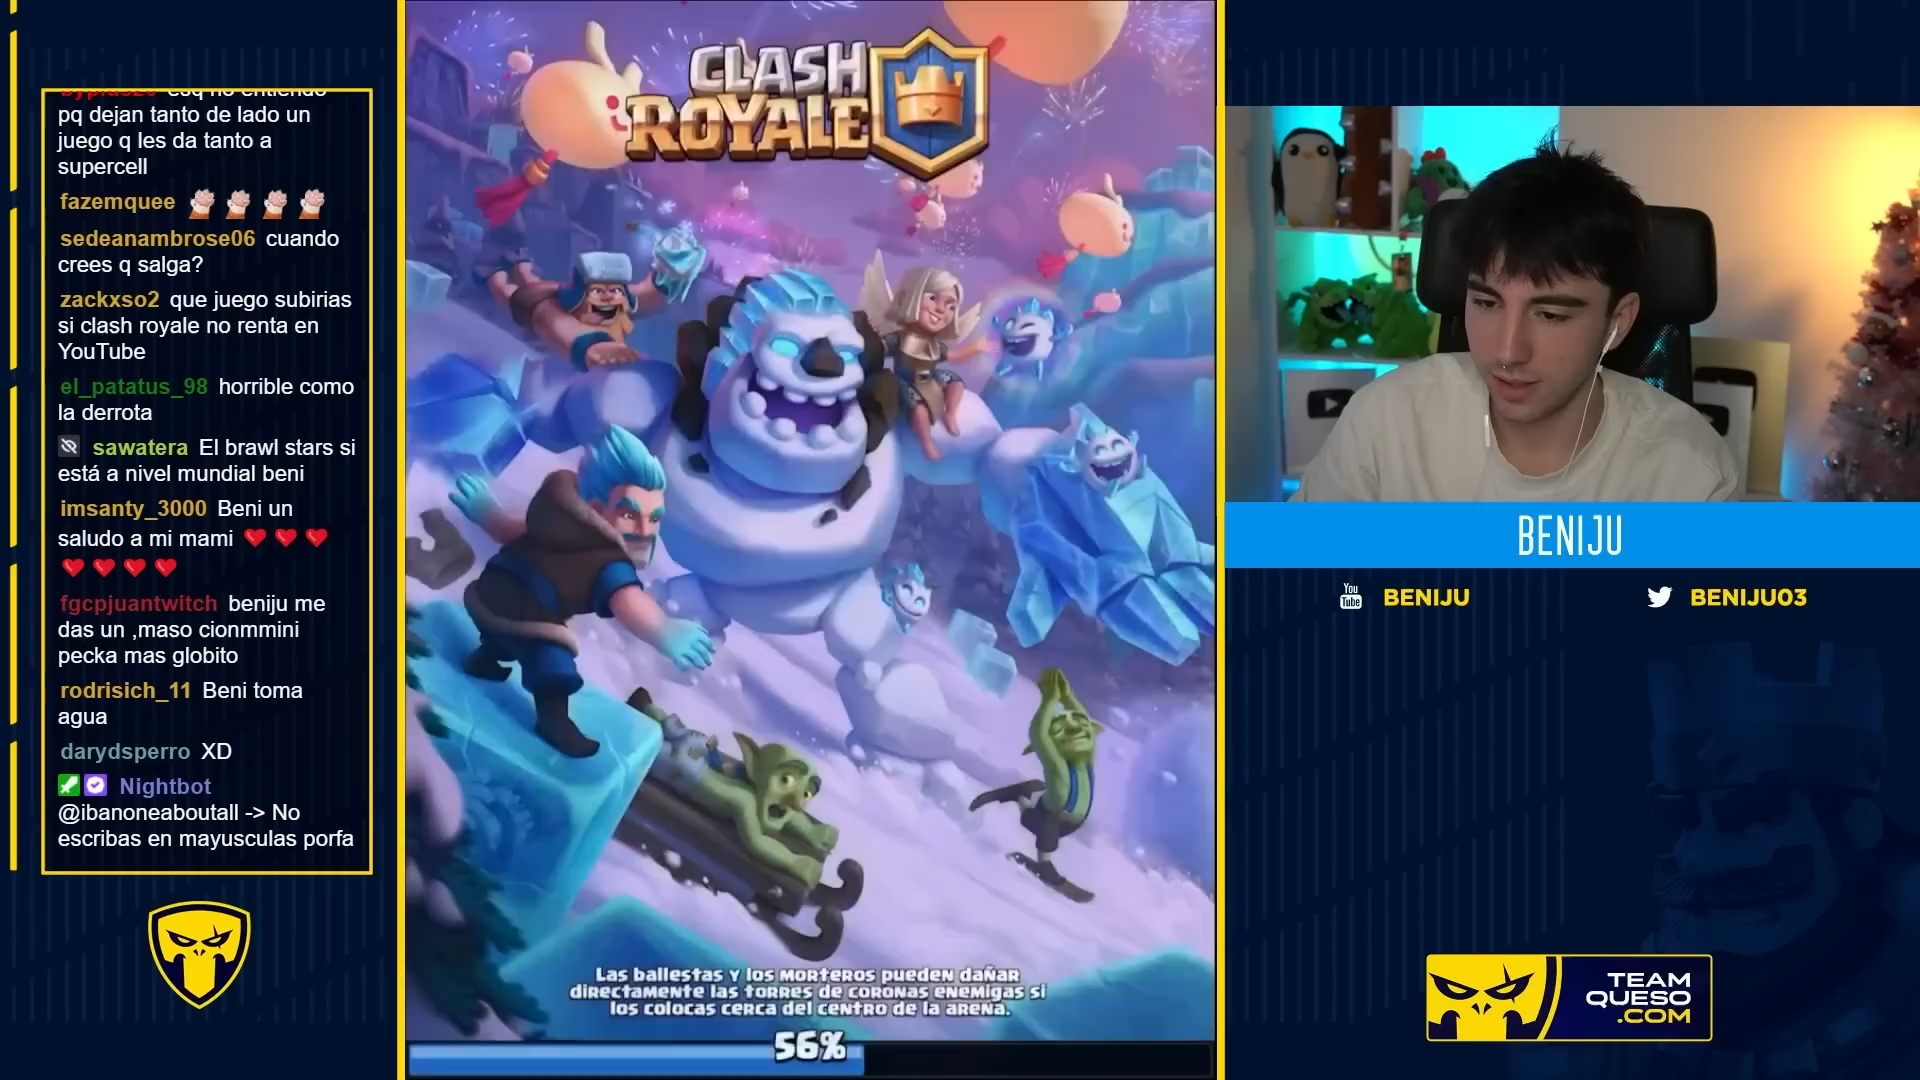 byplus20 esq no entiendo
pq dejan tanto de lado un
juego q les da tanto a
supercell
fazemquee
sedeanambrose06 cuando
crees q salga?
zackxso2 que juego subirias
si clash royale no renta en
YouTube
el_patatus_98 horrible como
la derrota
sawatera El brawl stars si
está a nivel mundial beni
imsanty_3000 Beni un
saludo a mi mami
fgcpjuantwitch beniju me
das un ,maso cionmmini
pecka mas globito
rodrisich_11 Beni toma
agua
darydsperro XD
Nightbot
@ibanoneaboutall -> No
escribas en mayusculas porfa
CLASH
ROYALE
Las ballestas y los morteros pueden dañar
directamente las torres de coronas enemigas si
los colocas cerca del centro de la arena.
56%
TEAM
BENIJU
You
Tube
BENIJU
BENIJU03
TEAM
QUESO
.COM